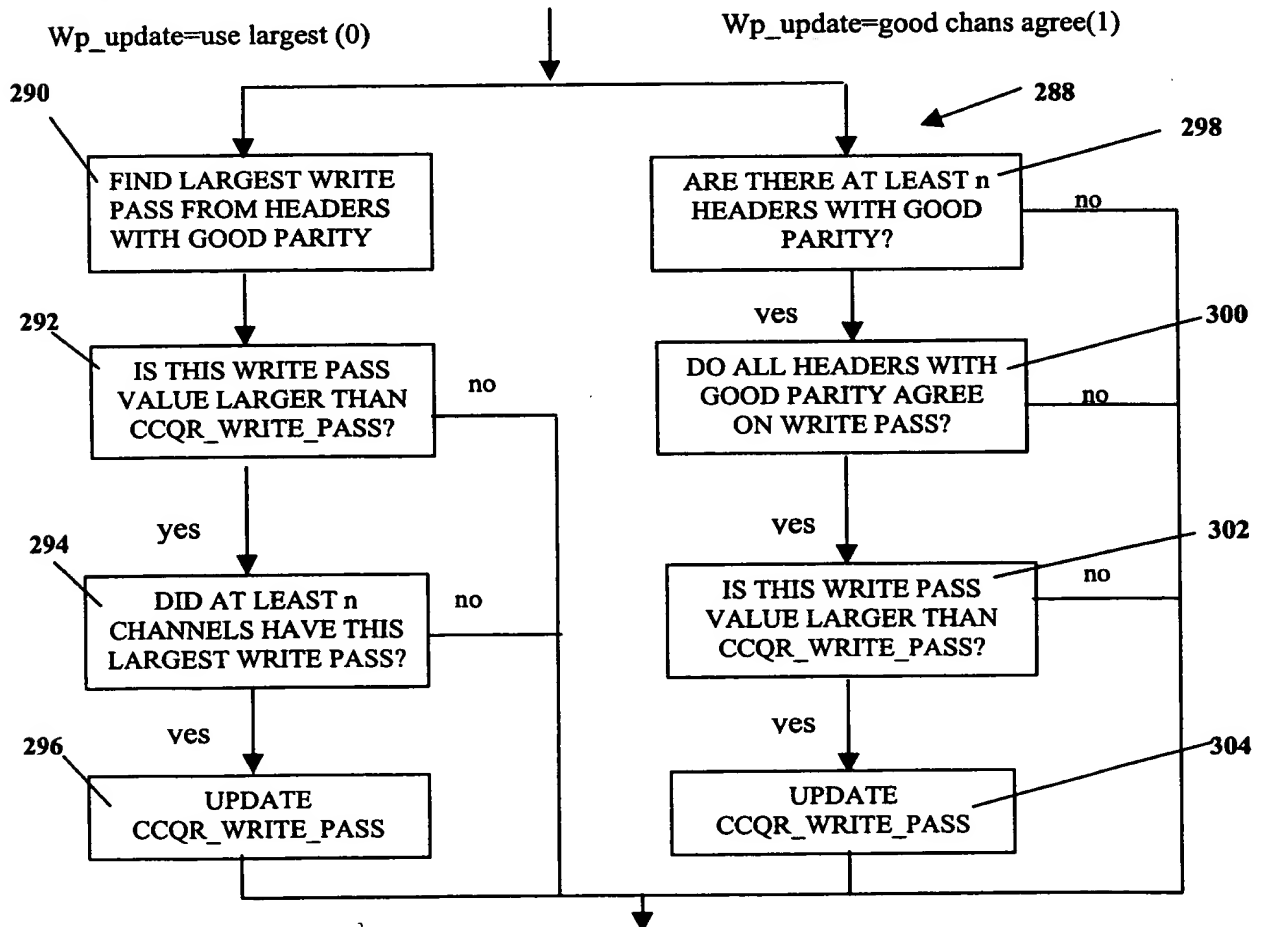 Wp_update=use largest (0)
Wp_update=good chans agree(1)
290
288
298
FIND LARGEST WRITE
PASS FROM HEADERS
WITH GOOD PARITY
ARE THERE AT LEAST n
HEADERS WITH GOOD
PARITY?
no
292
ves
300
IS THIS WRITE PASS
VALUE LARGER THAN
CCQR_WRITE_PASS?
no
DO ALL HEADERS WITH
GOOD PARITY AGREE
ON WRITE PASS?
no
yes
ves
294
302
DID AT LEAST n
CHANNELS HAVE THIS
LARGEST WRITE PASS?
no
IS THIS WRITE PASS
VALUE LARGER THAN
CCQR_WRITE_PASS?
no
ves
ves
296
304
UPDATE
CCQR_WRITE_PASS
UPDATE
CCQR_WRITE_PASS